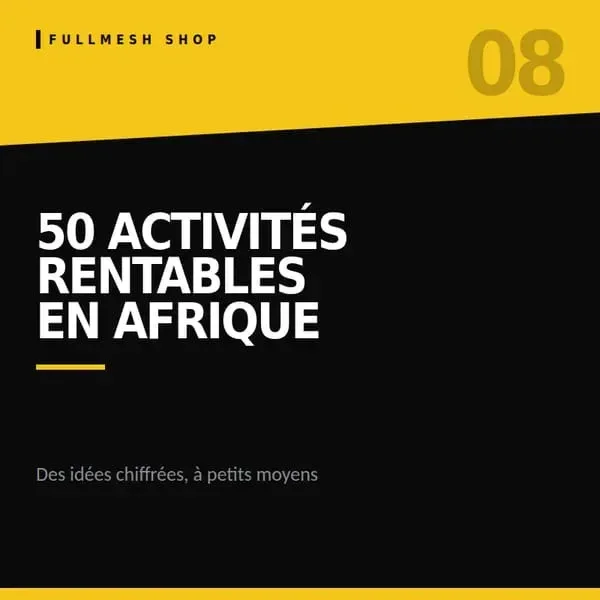 FULLMESH SHOP
08
50 ACTIVITÉS
RENTABLES
EN AFRIQUE
Des idées chiffrées, à petits moyens